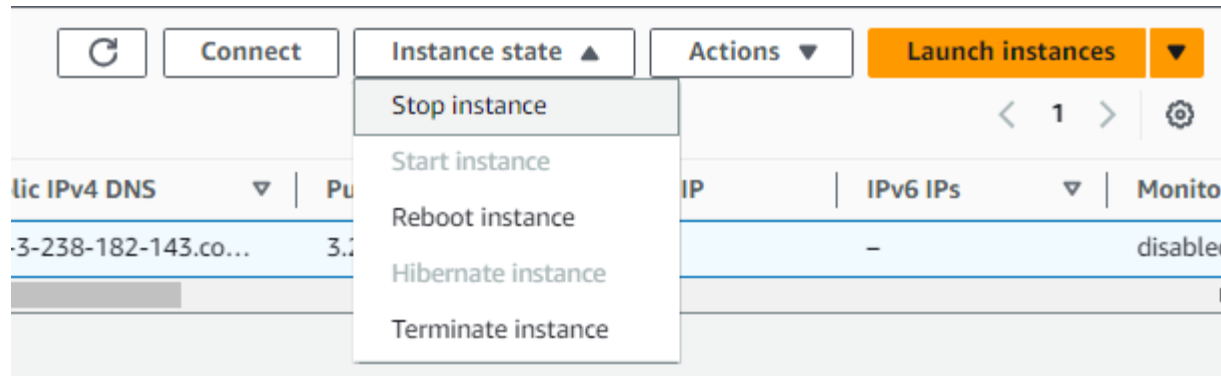 Connect Instance state Actions Launch instances
Stop instance
1
Start instance
lic IPv4 DNS Pu IP IPv6 IPs Monito
Reboot instance
-3-238-182-143.co... 3.2 – disabled
Hibernate instance
Terminate instance